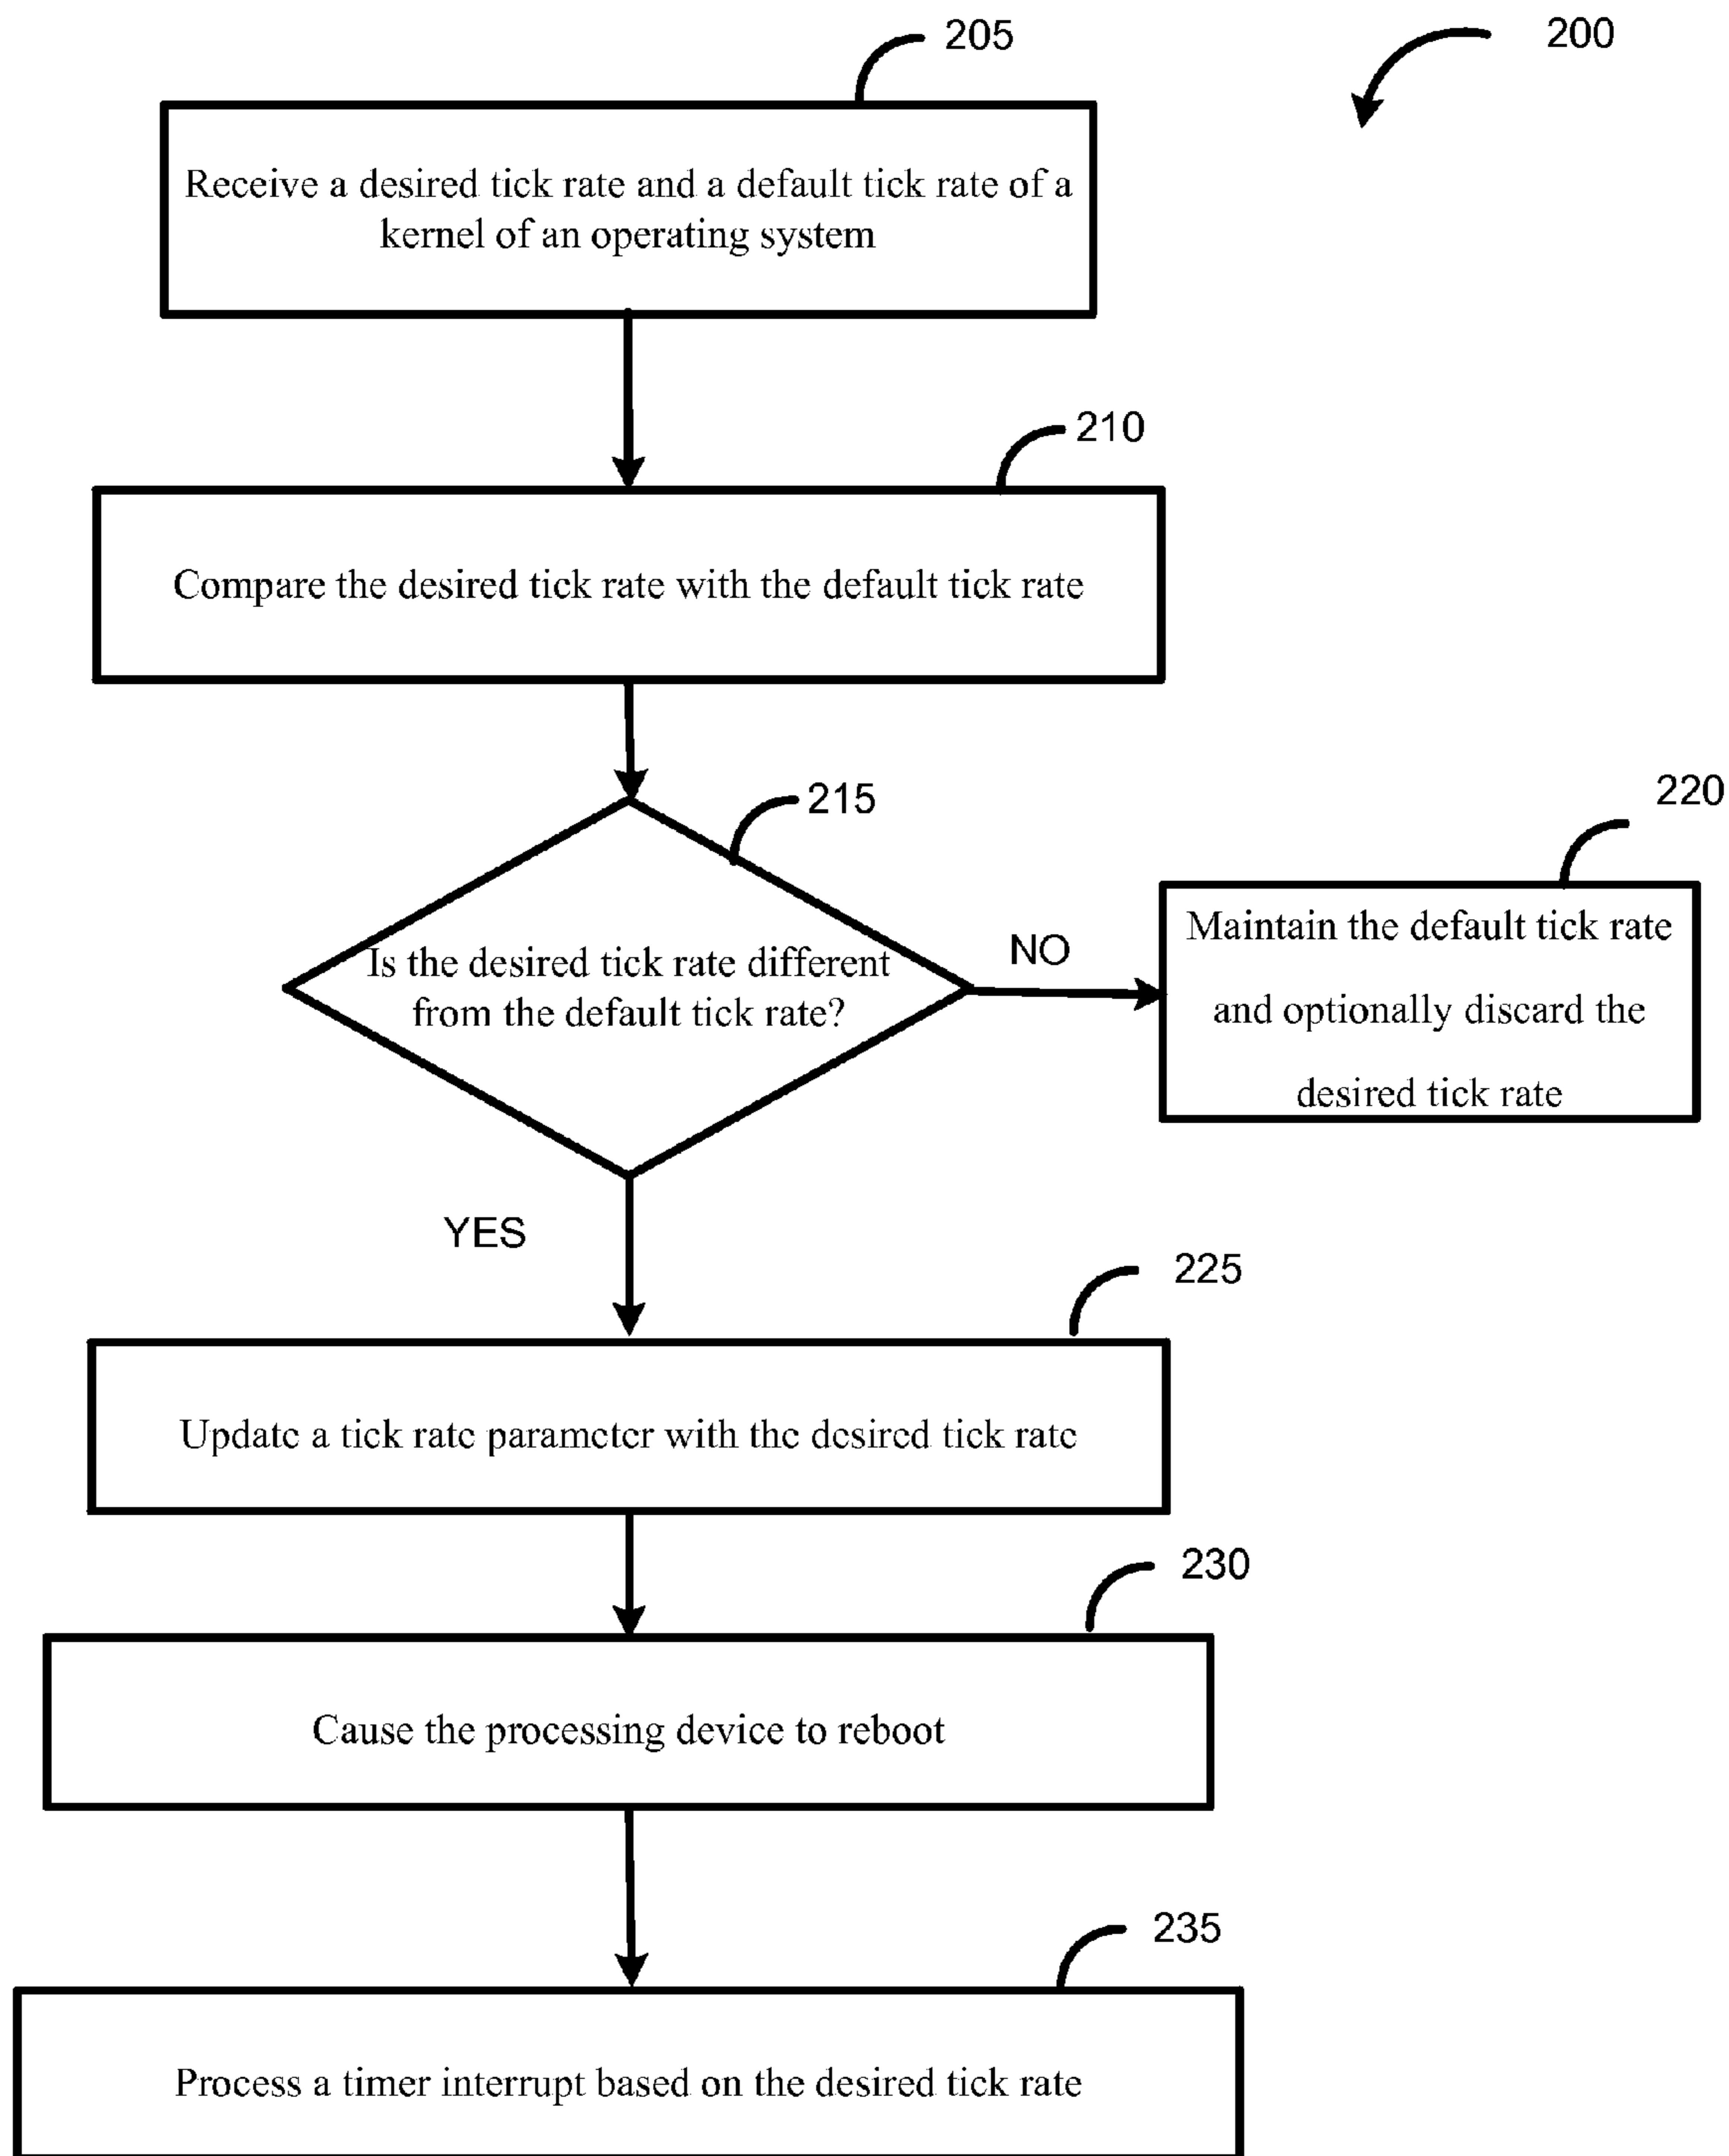 205
200
Receive a desired tick rate and a default tick rate of a
kernel of an operating system
210
Compare the desired tick rate with the default tick rate
215
220
Is the desired tick rate different
from the default tick rate?
NO
Maintain the default tick rate
and optionally discard the
desired tick rate
YES
225
Update a tick rate parameter with the desired tick rate
230
Cause the processing device to reboot
235
Process a timer interrupt based on the desired tick rate